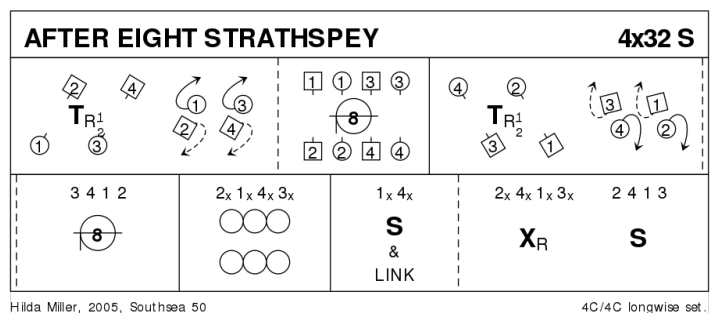 AFTER EIGHT STRATHSPEY 4x32 S
2 4 1 1 3 3 4 2
T R 1/2 1 3 8 T R 1/2 3 1
2 4 4 2
1 3 2 2 4 4 3 1
3 4 1 2 2x 1x 4x 3x 1x 4x 2x 4x 1x 3x 2 4 1 3
8 S XR S
&
LINK
Hilda Miller, 2005, Southsea 50 4C/4C longwise set.